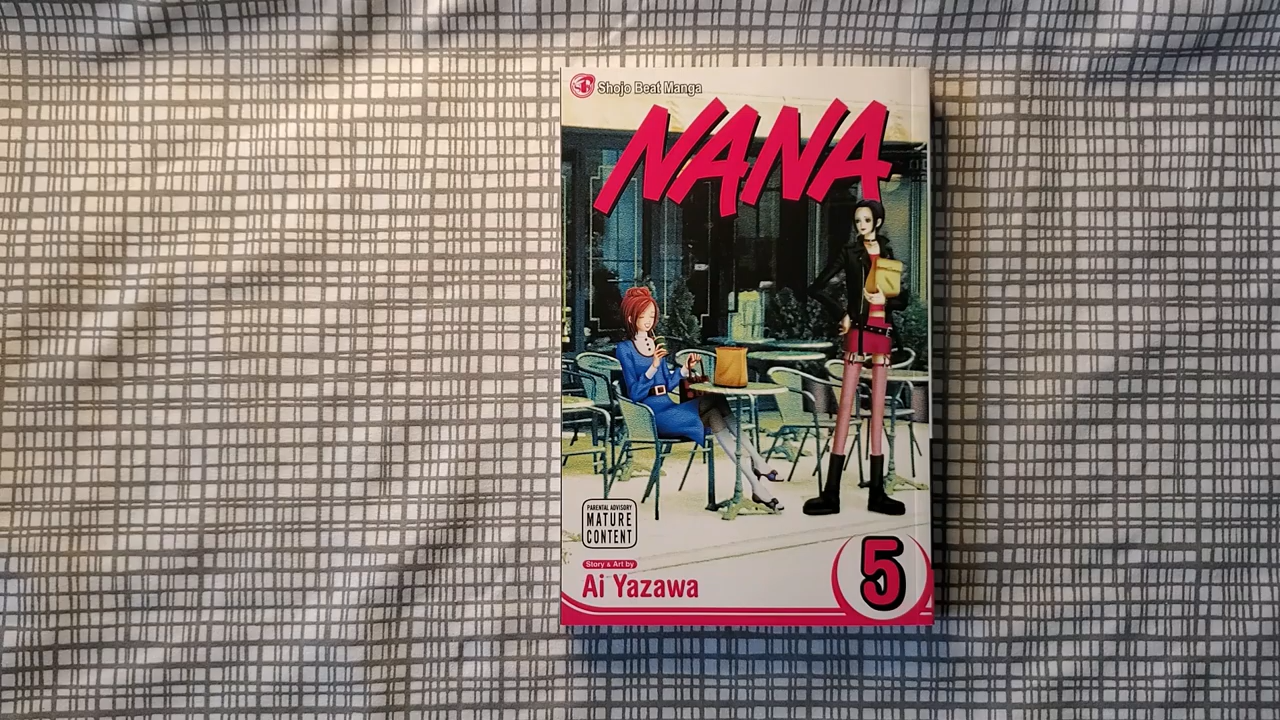 Shojo Beat Manga
NANA
PARENTAL ADVISORY
MATURE
CONTENT
Story & Art by
Ai Yazawa
5